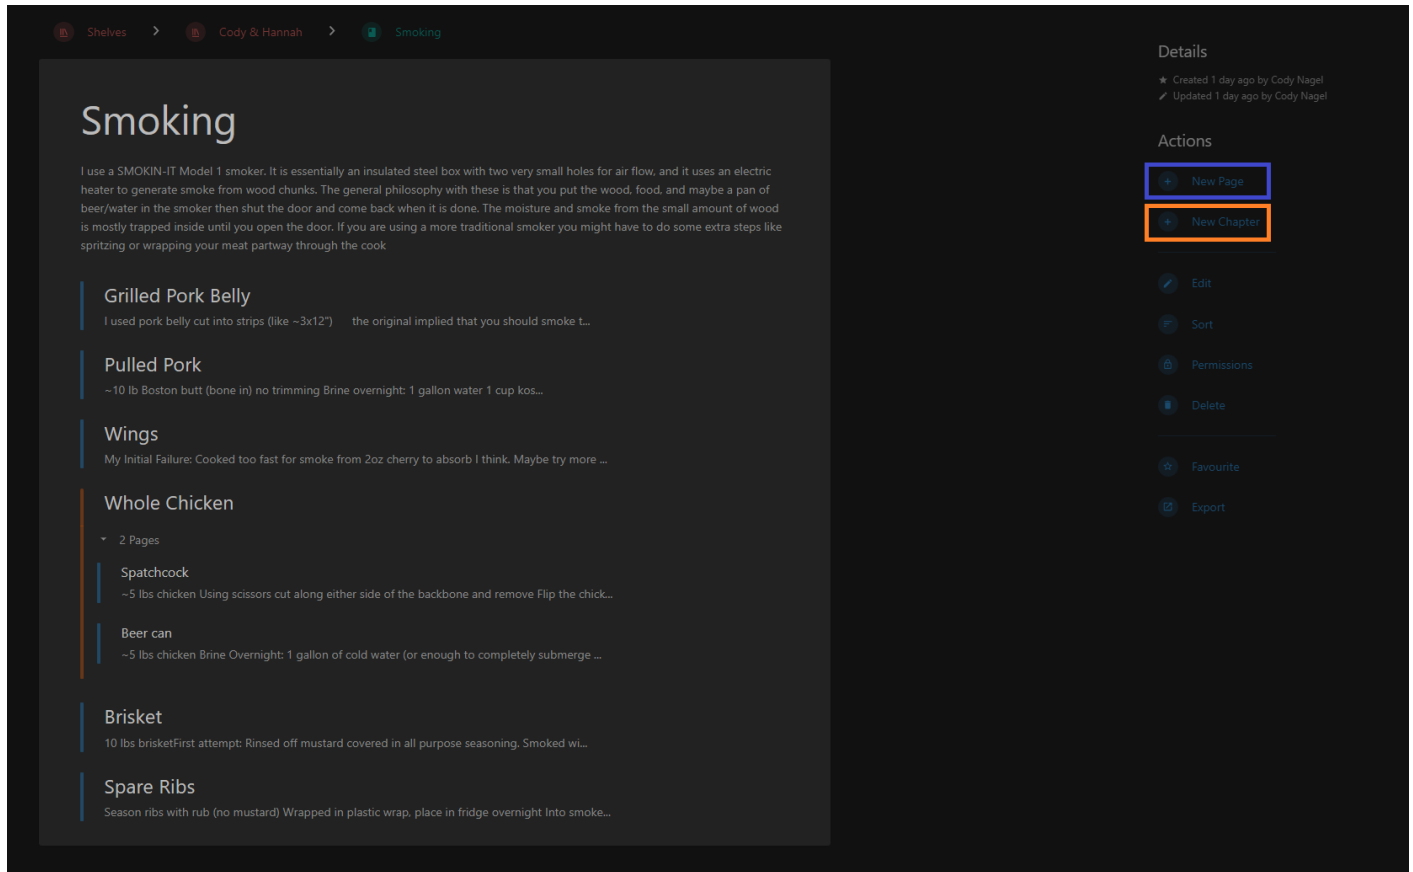 Shelves > Cody & Hannah > Smoking
Smoking
I use a SMOKIN-IT Model 1 smoker. It is essentially an insulated steel box with two very small holes for air flow, and it uses an electric
heater to generate smoke from wood chunks. The general philosophy with these is that you put the wood, food, and maybe a pan of
beer/water in the smoker then shut the door and come back when it is done. The moisture and smoke from the small amount of wood
is mostly trapped inside until you open the door. If you are using a more traditional smoker you might have to do some extra steps like
spritzing or wrapping your meat partway through the cook
Grilled Pork Belly
I used pork belly cut into strips (like ~3x12") the original implied that you should smoke t...
Pulled Pork
~10 lb Boston butt (bone in) no trimming Brine overnight: 1 gallon water 1 cup kos...
Wings
My Initial Failure: Cooked too fast for smoke from 2oz cherry to absorb I think. Maybe try more ...
Whole Chicken
2 Pages
Spatchcock
~5 lbs chicken Using scissors cut along either side of the backbone and remove Flip the chick...
Beer can
~5 lbs chicken Brine Overnight: 1 gallon of cold water (or enough to completely submerge ...
Brisket
10 lbs brisketFirst attempt: Rinsed off mustard covered in all purpose seasoning. Smoked wi...
Spare Ribs
Season ribs with rub (no mustard) Wrapped in plastic wrap, place in fridge overnight Into smoke...
Details
Created 1 day ago by Cody Nagel
Updated 1 day ago by Cody Nagel
Actions
New Page
New Chapter
Edit
Sort
Permissions
Delete
Favourite
Export